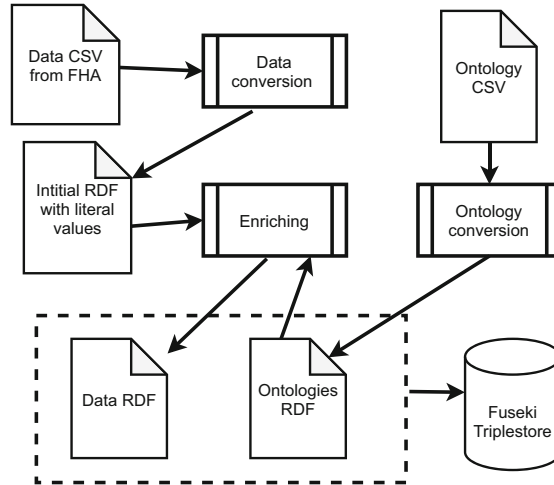 Data CSV
from FHA
Data
conversion
Ontology
CSV
Intitial RDF
with literal
values
Enriching
Ontology
conversion
Data RDF
Ontologies
RDF
Fuseki
Triplestore